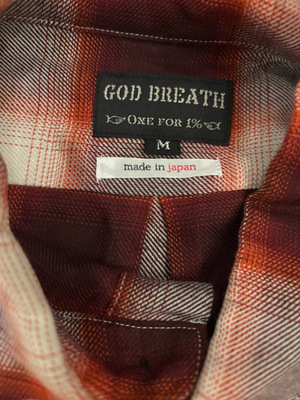 GOD BREATH
☞ ONE FOR 1% ☜
M
made in japan